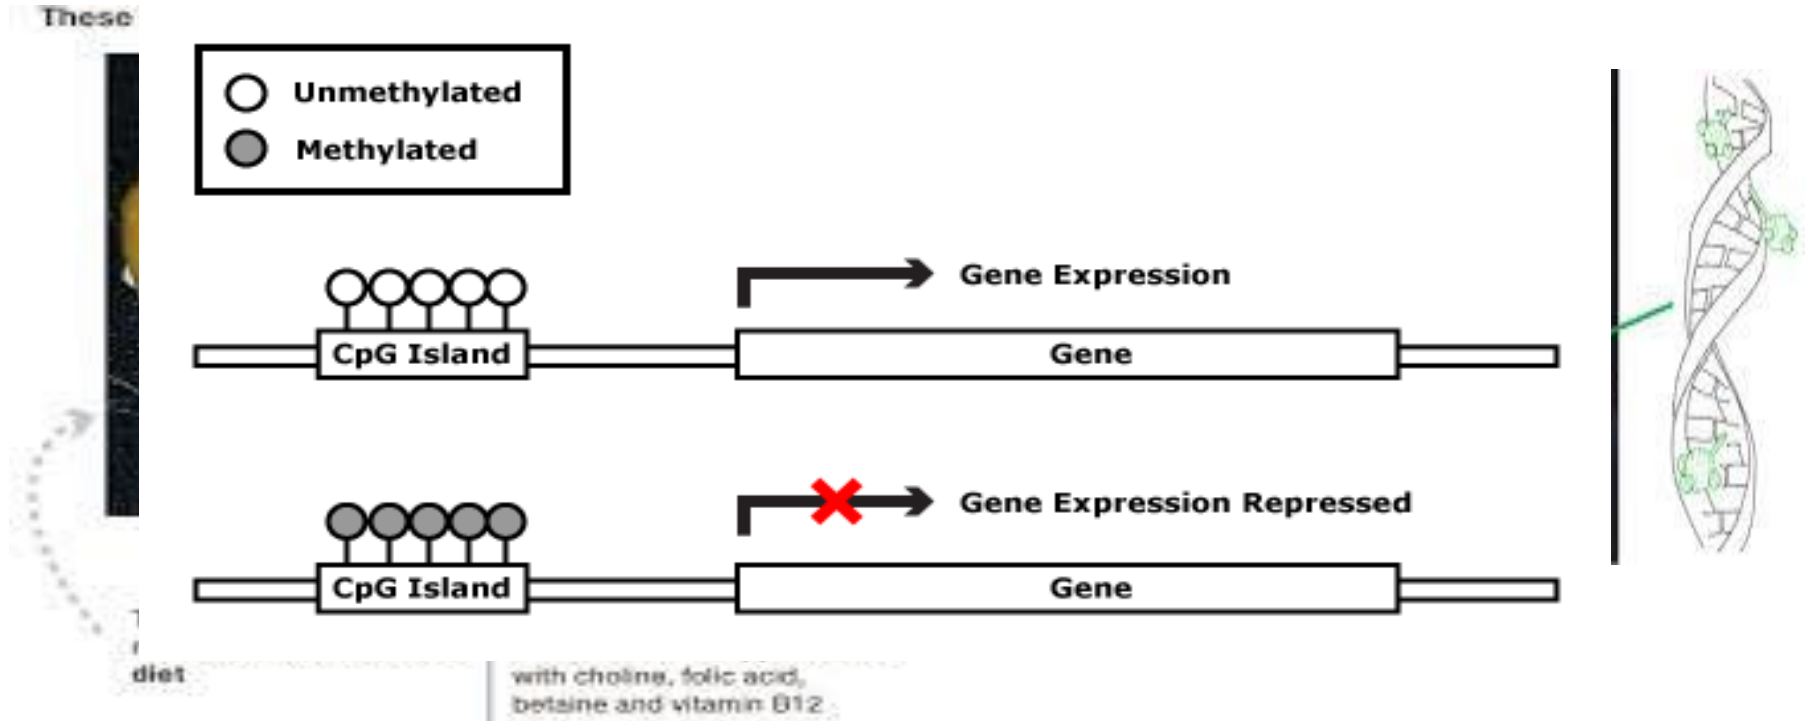 These
Unmethylated
Methylated
Gene Expression
CpG Island
Gene
Gene Expression Repressed
CpG Island
Gene
diet
with choline, folic acid,
betaine and vitamin B12